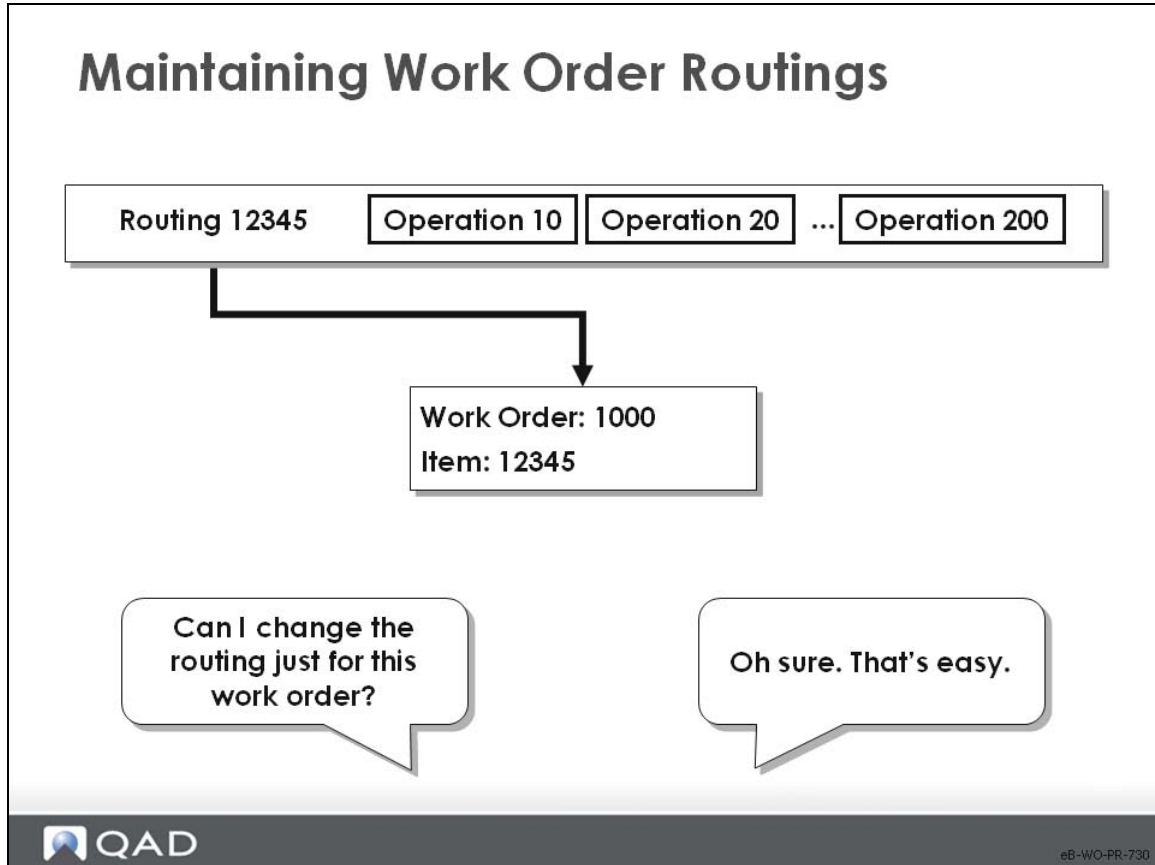 Maintaining Work Order Routings
Routing 12345 Operation 10 Operation 20 ... Operation 200
Work Order: 1000
Item: 12345
Can I change the
routing just for this
work order?
Oh sure. That's easy.
QAD
eB-WO-PR-730